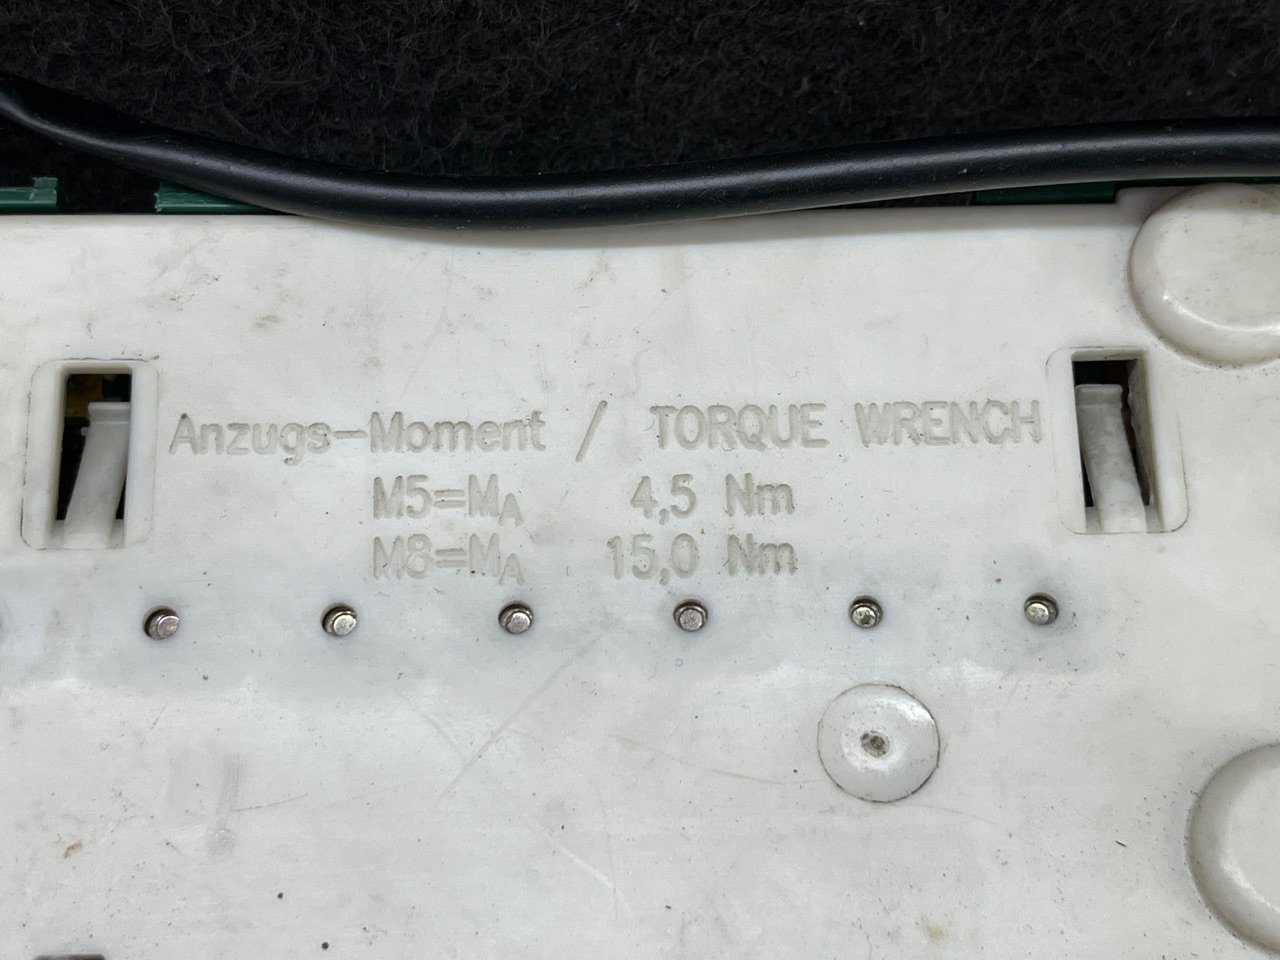 Anzugs-Moment / TORQUE WRENCH
M5=MA 4,5 Nm
M8=MA 15,0 Nm